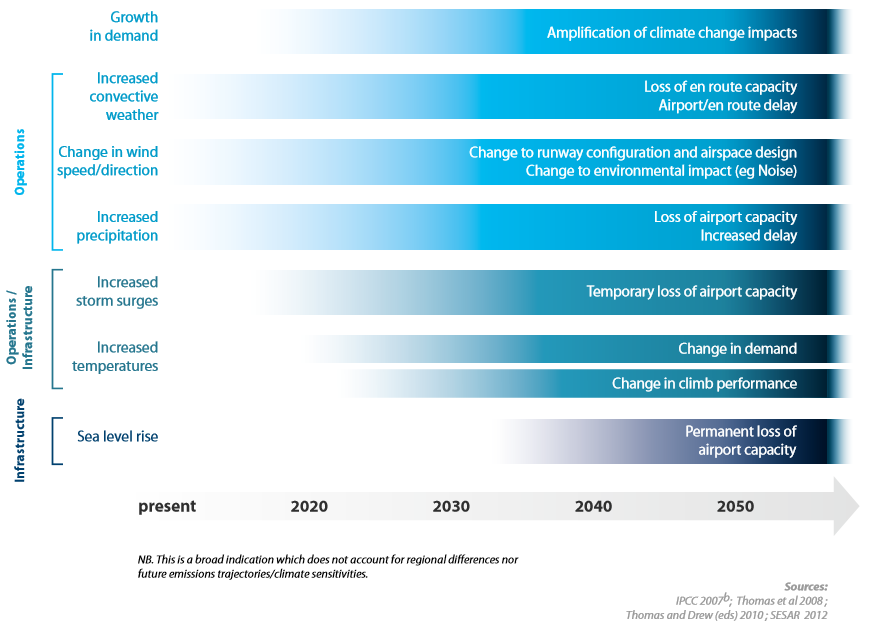 Growth
in demand
Amplification of climate change impacts
Operations
Increased
convective
weather
Loss of en route capacity
Airport/en route delay
Change in wind
speed/direction
Change to runway configuration and airspace design
Change to environmental impact (eg Noise)
Increased
precipitation
Loss of airport capacity
Increased delay
Operations /
Infrastructure
Increased
storm surges
Temporary loss of airport capacity
Increased
temperatures
Change in demand
Change in climb performance
Infrastructure
Sea level rise
Permanent loss of
airport capacity
present 2020 2030 2040 2050
NB. This is a broad indication which does not account for regional differences nor
future emissions trajectories/climate sensitivities.
Sources:
IPCC 2007b; Thomas et al 2008 ;
Thomas and Drew (eds) 2010 ; SESAR 2012